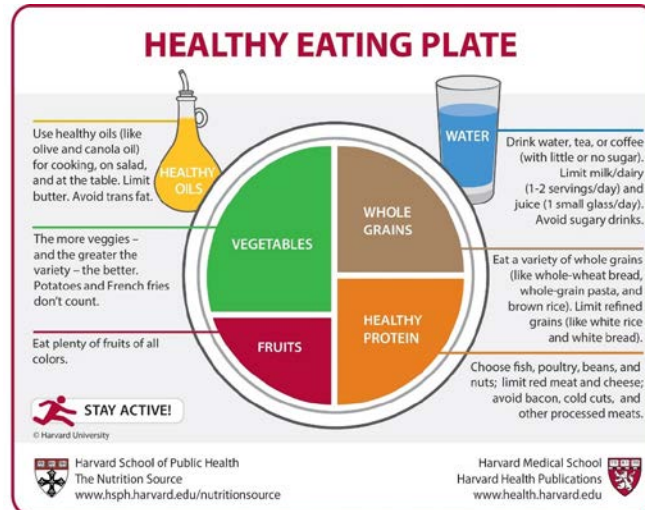 HEALTHY EATING PLATE
Use healthy oils (like
olive and canola oil)
for cooking, on salad,
and at the table. Limit
butter. Avoid trans fat.
HEALTHY
OILS
The more veggies –
and the greater the
variety – the better.
Potatoes and French fries
don't count.
Eat plenty of fruits of all
colors.
VEGETABLES
FRUITS
WHOLE
GRAINS
HEALTHY
PROTEIN
WATER
Drink water, tea, or coffee
(with little or no sugar).
Limit milk/dairy
(1-2 servings/day) and
juice (1 small glass/day).
Avoid sugary drinks.
Eat a variety of whole grains
(like whole-wheat bread,
whole-grain pasta, and
brown rice). Limit refined
grains (like white rice
and white bread).
Choose fish, poultry, beans, and
nuts; limit red meat and cheese;
avoid bacon, cold cuts, and
other processed meats.
STAY ACTIVE!
© Harvard University
Harvard School of Public Health
The Nutrition Source
www.hsph.harvard.edu/nutritionsource
Harvard Medical School
Harvard Health Publications
www.health.harvard.edu